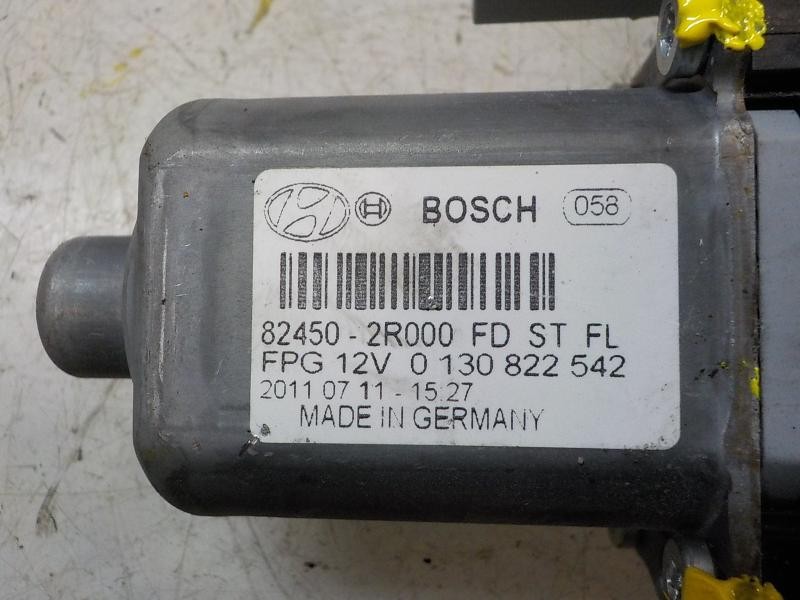 BOSCH 058
82450-2R000 FD ST FL
FPG 12V 0 130 822 542
2011 07 11 - 15:27
MADE IN GERMANY